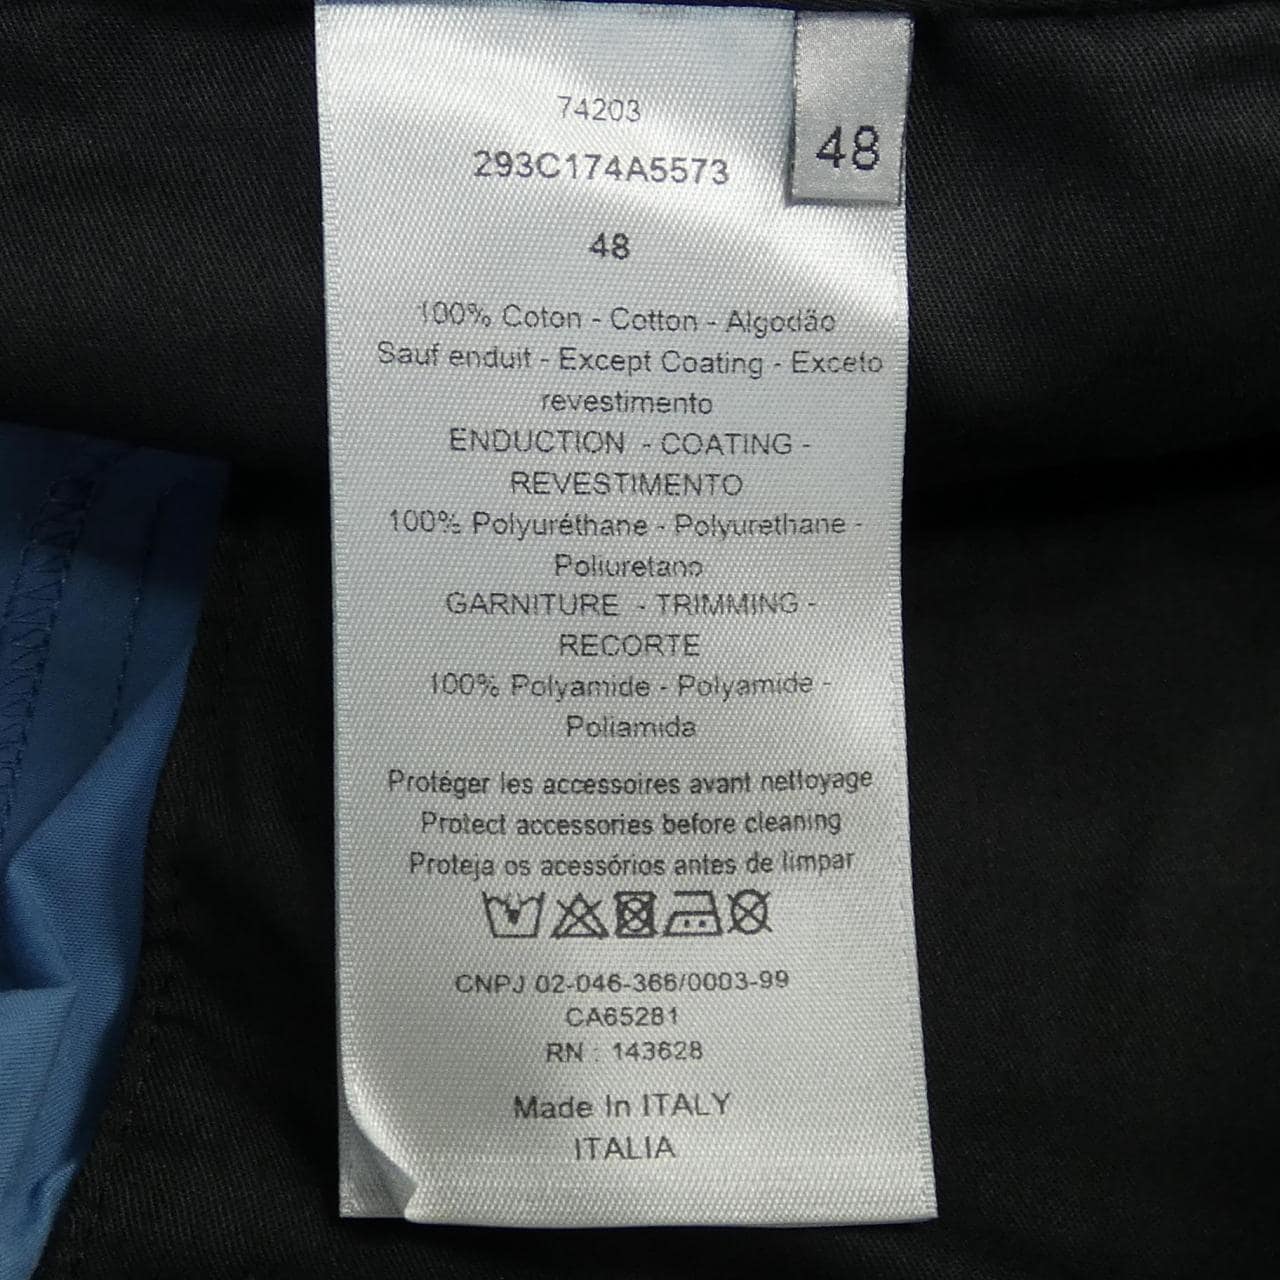 74203
48
293C174A5573
48
100% Coton - Cotton - Algodão
Sauf enduit - Except Coating - Exceto
revestimento
ENDUCTION - COATING -
REVESTIMENTO
100% Polyuréthane - Polyurethane -
Poliuretano
GARNITURE - TRIMMING -
RECORTE
100% Polyamide - Polyamide -
Poliamida
Protéger les accessoires avant nettoyage
Protect accessories before cleaning
Proteja os acessórios antes de limpar
CNPJ 02-046-366/0003-99
CA65281
RN : 143628
Made In ITALY
ITALIA